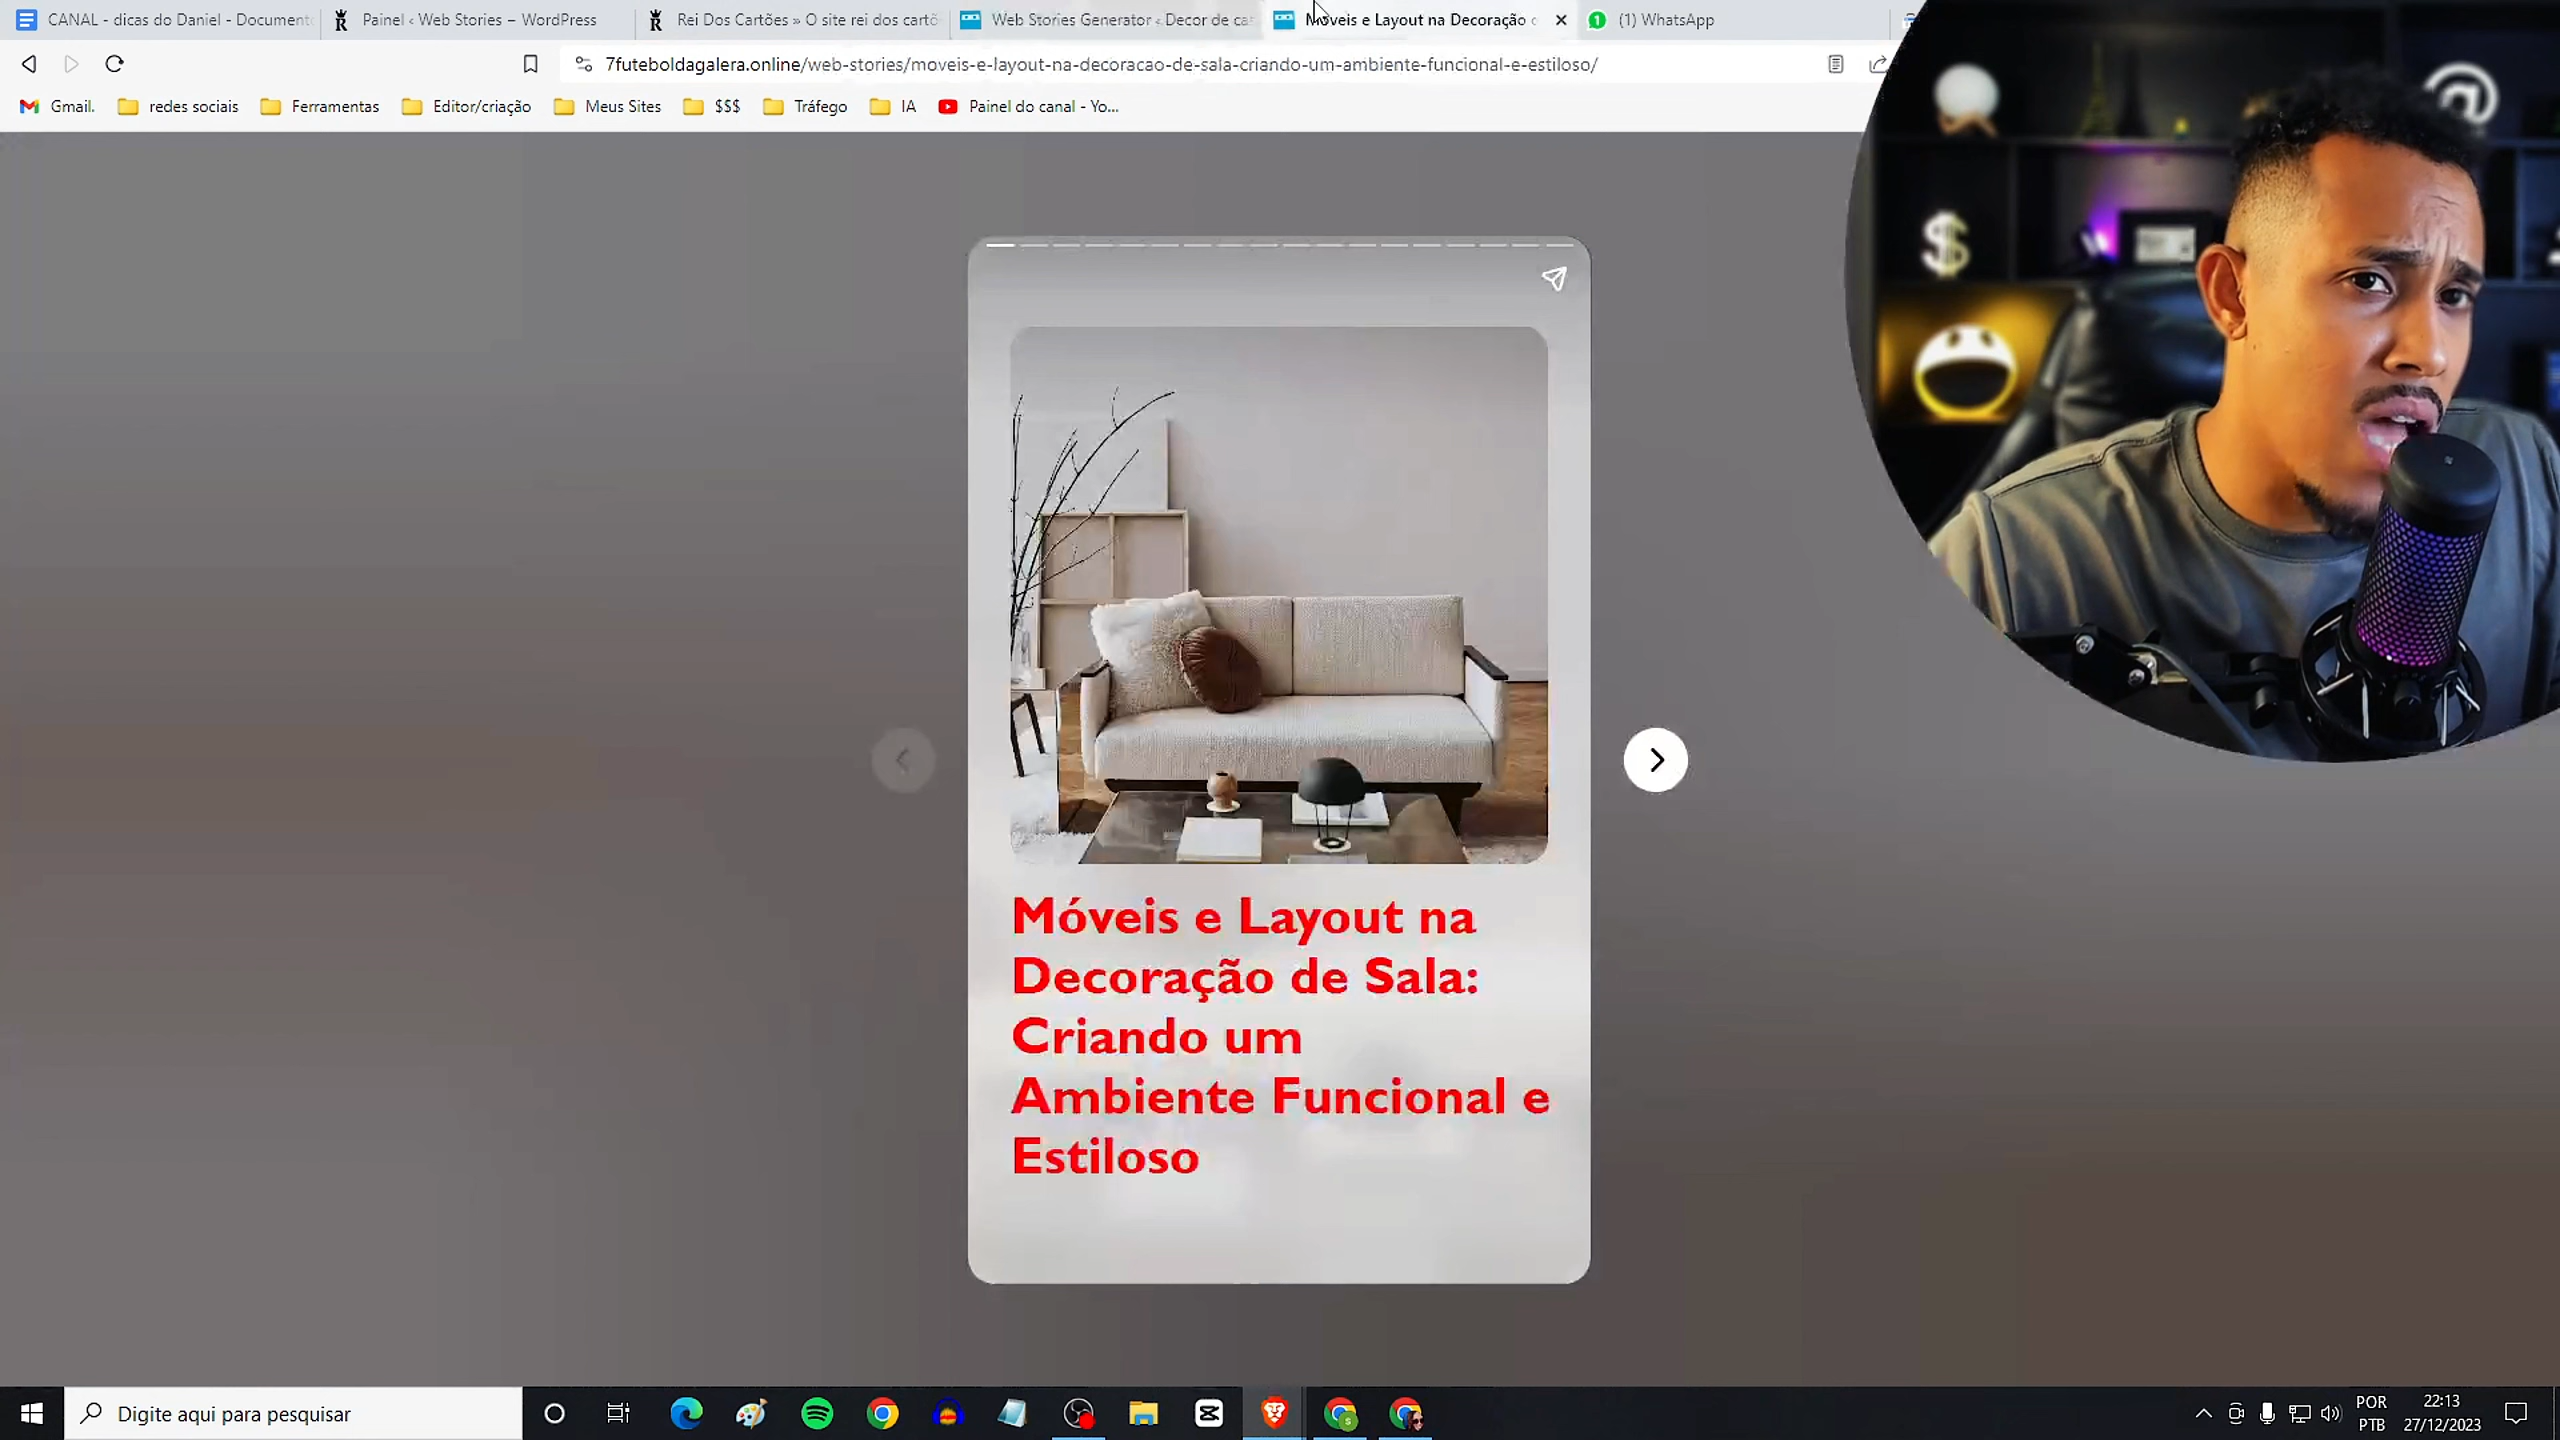 CANAL - dicas do Daniel - Document
Painel ‹ Web Stories — WordPress
Rei Dos Cartões » O site rei dos cartõ
Web Stories Generator ‹ Decor de cas
Móveis e Layout na Decoração
(1) WhatsApp
7futeboldagalera.online/web-stories/moveis-e-layout-na-decoracao-de-sala-criando-um-ambiente-funcional-e-estiloso/
Gmail.
redes sociais
Ferramentas
Editor/criação
Meus Sites
$$$
Tráfego
IA
Painel do canal - Yo...
Móveis e Layout na
Decoração de Sala:
Criando um
Ambiente Funcional e
Estiloso
Digite aqui para pesquisar
POR
PTB
22:13
27/12/2023